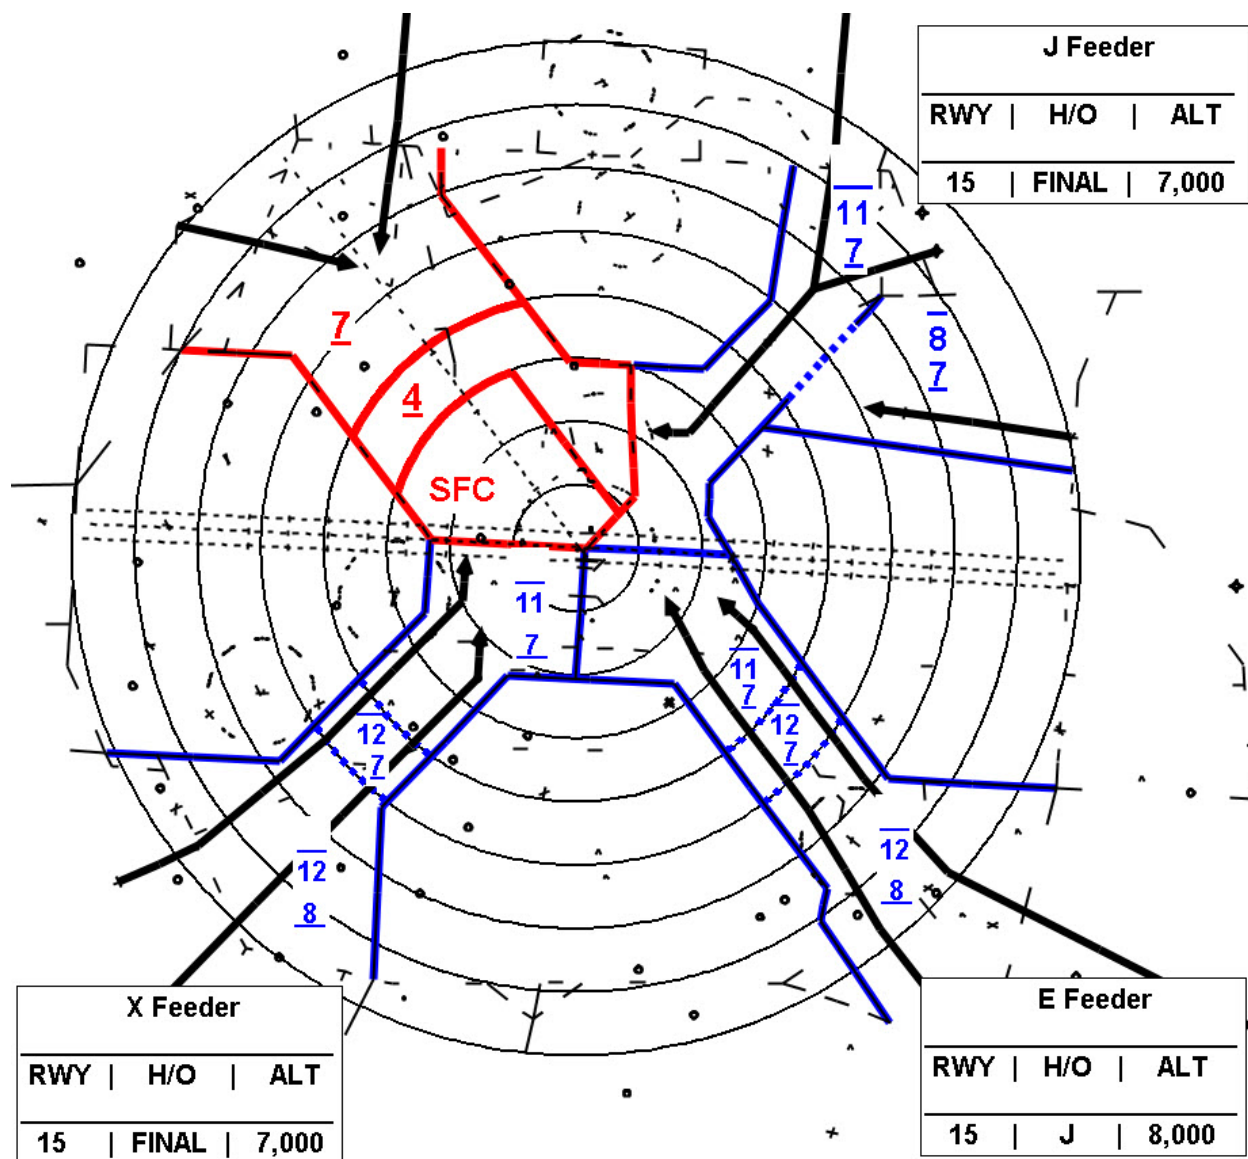 J Feeder
RWY | H/O | ALT
15 | FINAL | 7,000
11
7
8
7
7
4
SFC
11
7
11
7
12
7
12
7
12
8
12
8
X Feeder
RWY | H/O | ALT
15 | FINAL | 7,000
E Feeder
RWY | H/O | ALT
15 | J | 8,000